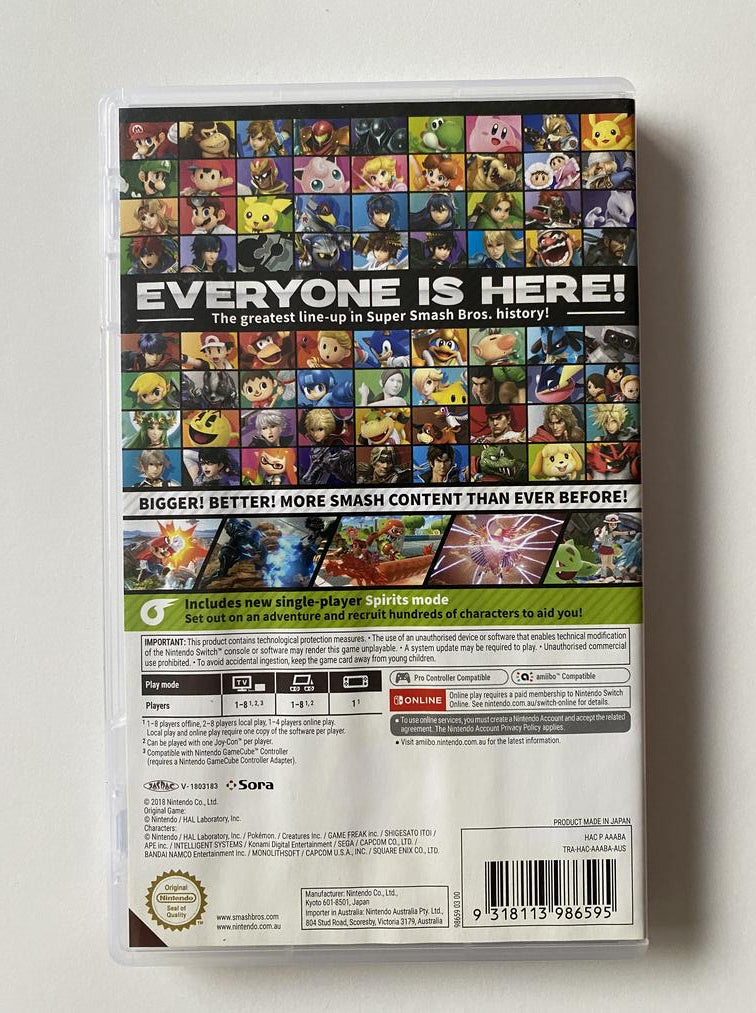 EVERYONE IS HERE!
The greatest line-up in Super Smash Bros. history!
BIGGER! BETTER! MORE SMASH CONTENT THAN EVER BEFORE!
Includes new single-player Spirits mode
Set out on an adventure and recruit hundreds of characters to aid you!
IMPORTANT: This product contains technological protection measures. • The use of an unauthorised device or software that enables technical modification
of the Nintendo Switch™ console or software may render this game unplayable. • A system update may be required to play. • Unauthorised commercial
use prohibited. • To avoid accidental ingestion, keep the game card away from young children.
Play mode
TV
Players
1-8 1, 2, 3
1-8 1, 2
1 1
Pro Controller Compatible
amiibo™ Compatible
ONLINE
Online play requires a paid membership to Nintendo Switch
Online. See nintendo.com.au/switch-online for details.
• To use online services, you must create a Nintendo Account and accept the related
agreement. The Nintendo Account Privacy Policy applies.
• Visit amiibo.nintendo.com.au for the latest information.
1 1-8 players offline, 2-8 players local play, 1-4 players online play.
Local play and online play require one copy of the software per player.
2 Can be played with one Joy-Con™ per player.
3 Compatible with Nintendo GameCube™ Controller
(requires a Nintendo GameCube Controller Adapter).
JASRAC V-1803183 Sora
© 2018 Nintendo Co., Ltd.
Original Game:
© Nintendo / HAL Laboratory, Inc.
Characters:
© Nintendo / HAL Laboratory, Inc. / Pokémon. / Creatures Inc. / GAME FREAK inc. / SHIGESATO ITOI /
APE inc. / INTELLIGENT SYSTEMS / Konami Digital Entertainment / SEGA / CAPCOM CO., LTD. /
BANDAI NAMCO Entertainment Inc. / MONOLITHSOFT / CAPCOM U.S.A., INC. / SQUARE ENIX CO., LTD.
PRODUCT MADE IN JAPAN
HAC P AAABA
TRA-HAC-AAABA-AUS
Original
Nintendo
Seal of
Quality
TM
www.smashbros.com
www.nintendo.com.au
Manufacturer: Nintendo Co., Ltd.,
Kyoto 601-8501, Japan
Importer in Australia: Nintendo Australia Pty. Ltd.,
804 Stud Road, Scoresby, Victoria 3179, Australia
98659 03 00
9 318113 986595